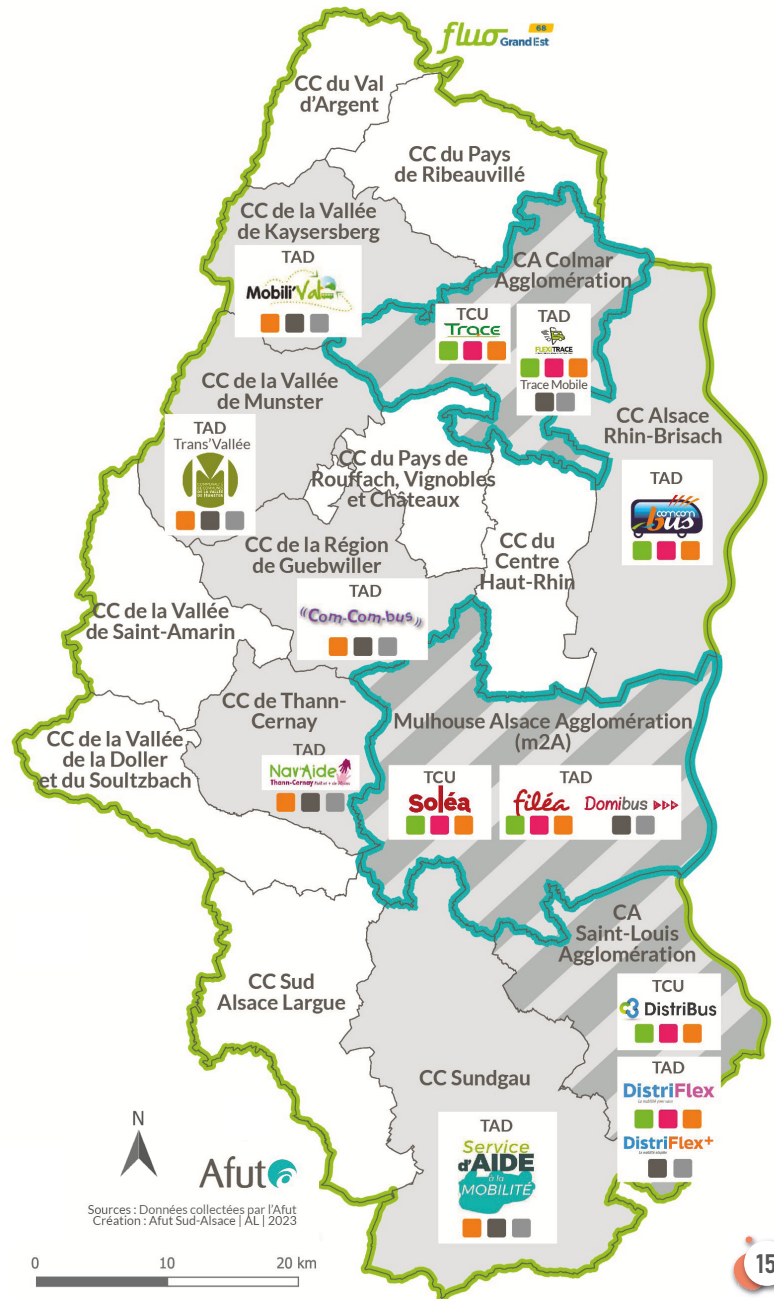 fluo 68
Grand Est
CC du Val
d'Argent
CC du Pays
de Ribeauvillé
CC de la Vallée
de Kaysersberg
TAD
Mobili'Val
CA Colmar
Agglomération
TCU
Trace
TAD
FLEXITRACE
Trace Mobile
CC de la Vallée
de Munster
TAD
Trans'Vallée
CC Alsace
Rhin-Brisach
TAD
comcom
bus
CC du Pays de
Rouffach, Vignobles
et Châteaux
CC de la Région
de Guebwiller
TAD
((Com-Com-bus))
CC du
Centre
Haut-Rhin
CC de la Vallée
de Saint-Amarin
CC de Thann-
Cernay
TAD
Nav'Aide
Thann-Cernay
CC de la Vallée
de la Doller
et du Soultzbach
Mulhouse Alsace Agglomération
(m2A)
TCU
Soléa
TAD
filéa
Domibus
CA
Saint-Louis
Agglomération
TCU
DistriBus
TAD
DistriFlex
DistriFlex+
CC Sud
Alsace Largue
CC Sundgau
TAD
Service
d'AIDE
à la
MOBILITÉ
N
Afut
Sources : Données collectées par l'Afut
Création : Afut Sud-Alsace | AL | 2023
0 10 20 km
15